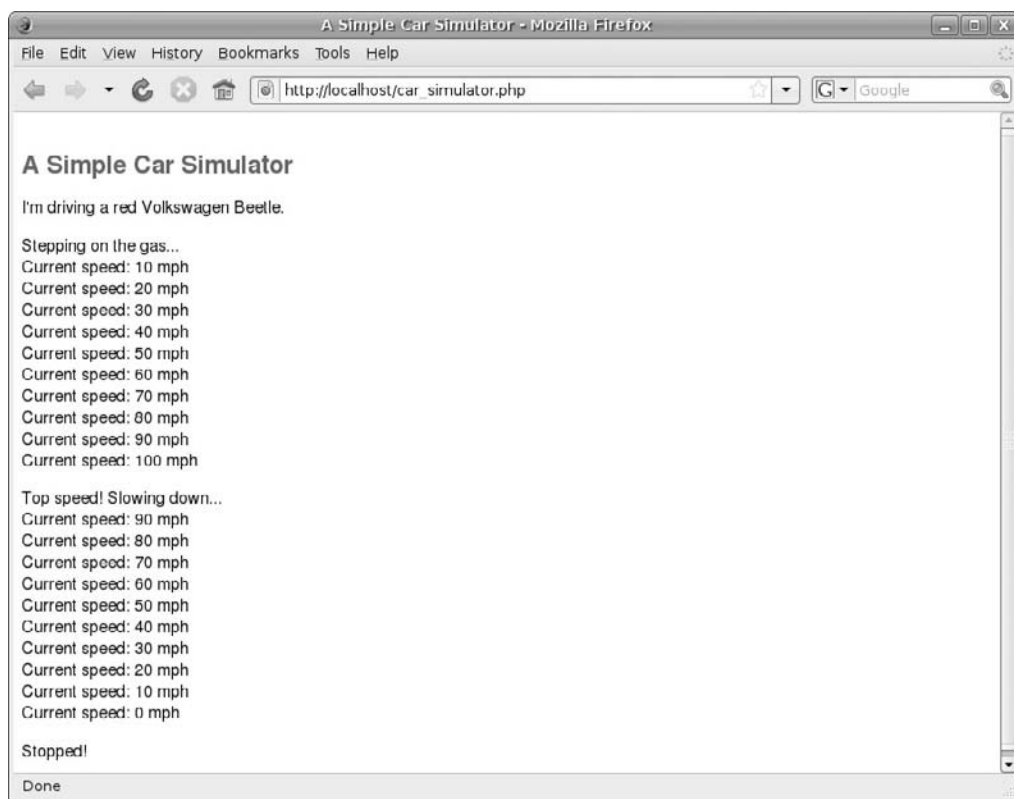 A Simple Car Simulator - Mozilla Firefox
File Edit View History Bookmarks Tools Help
http://localhost/car_simulator.php
G Google
A Simple Car Simulator
I'm driving a red Volkswagen Beetle.
Stepping on the gas...
Current speed: 10 mph
Current speed: 20 mph
Current speed: 30 mph
Current speed: 40 mph
Current speed: 50 mph
Current speed: 60 mph
Current speed: 70 mph
Current speed: 80 mph
Current speed: 90 mph
Current speed: 100 mph
Top speed! Slowing down...
Current speed: 90 mph
Current speed: 80 mph
Current speed: 70 mph
Current speed: 60 mph
Current speed: 50 mph
Current speed: 40 mph
Current speed: 30 mph
Current speed: 20 mph
Current speed: 10 mph
Current speed: 0 mph
Stopped!
Done